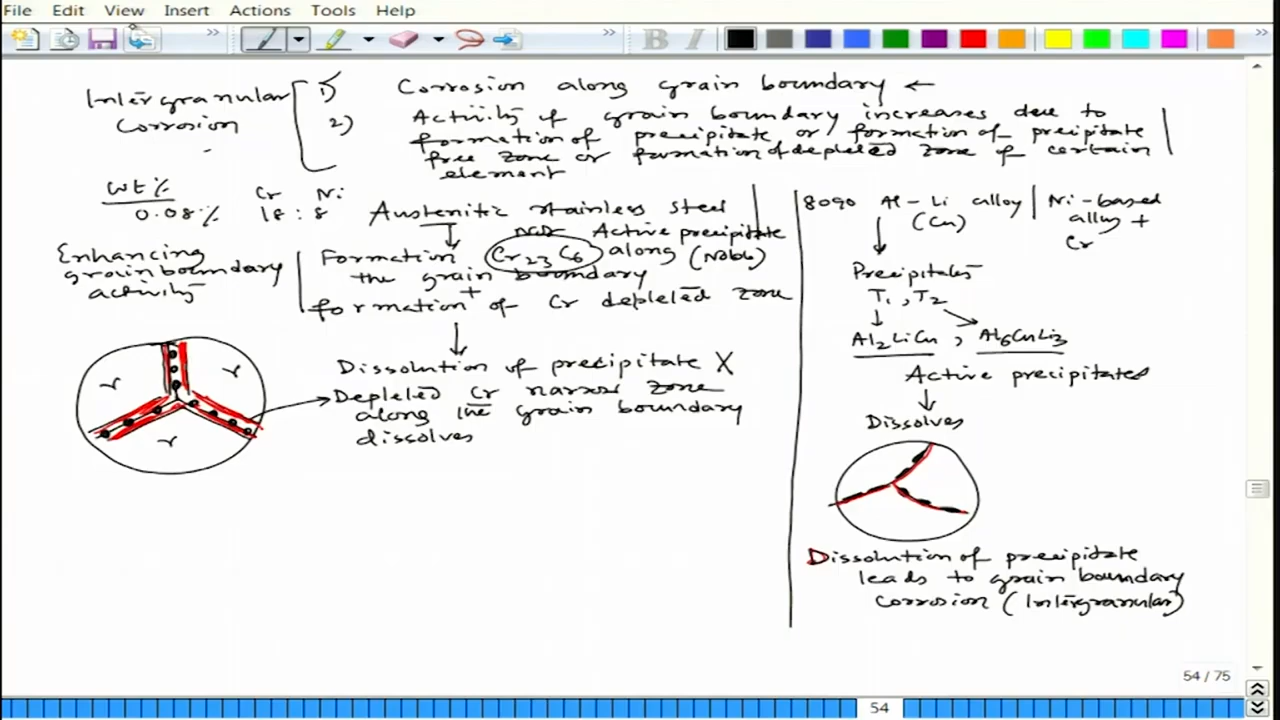 File Edit View Insert Actions Tools Help
Intergranular Corrosion
1) Corrosion along grain boundary ←
2) Activity of grain boundary increases due to
formation of precipitate or formation of precipitate
free zone or formation of depleted zone of certain
element
Wt% Cr Ni
0.08% 18 : 8 Austenitic stainless steel
Active precipitate
Enhancing
grain boundary
activity
Formation Cr23 C6 along (Noble)
the grain boundary
+
formation of Cr depleted zone
Dissolution of precipitate X
Depleted Cr narrow zone
along the grain boundary
dissolves
r r
r
8090 Al-Li alloy
(Cu)
Ni-based
alloy +
Cr
Precipitates
T1, T2
Al2LiCu, Al6CuLi3
Active precipitates
Dissolves
Dissolution of precipitate
leads to grain boundary
corrosion (Intergranular)
54 / 75
54